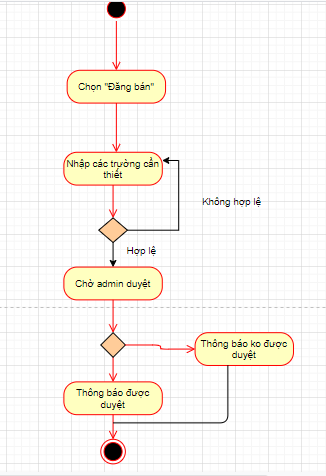 Chọn "Đăng bán"
Nhập các trường cần
thiết
Không hợp lệ
Hợp lệ
Chờ admin duyệt
Thông báo ko được
duyệt
Thông báo được
duyệt